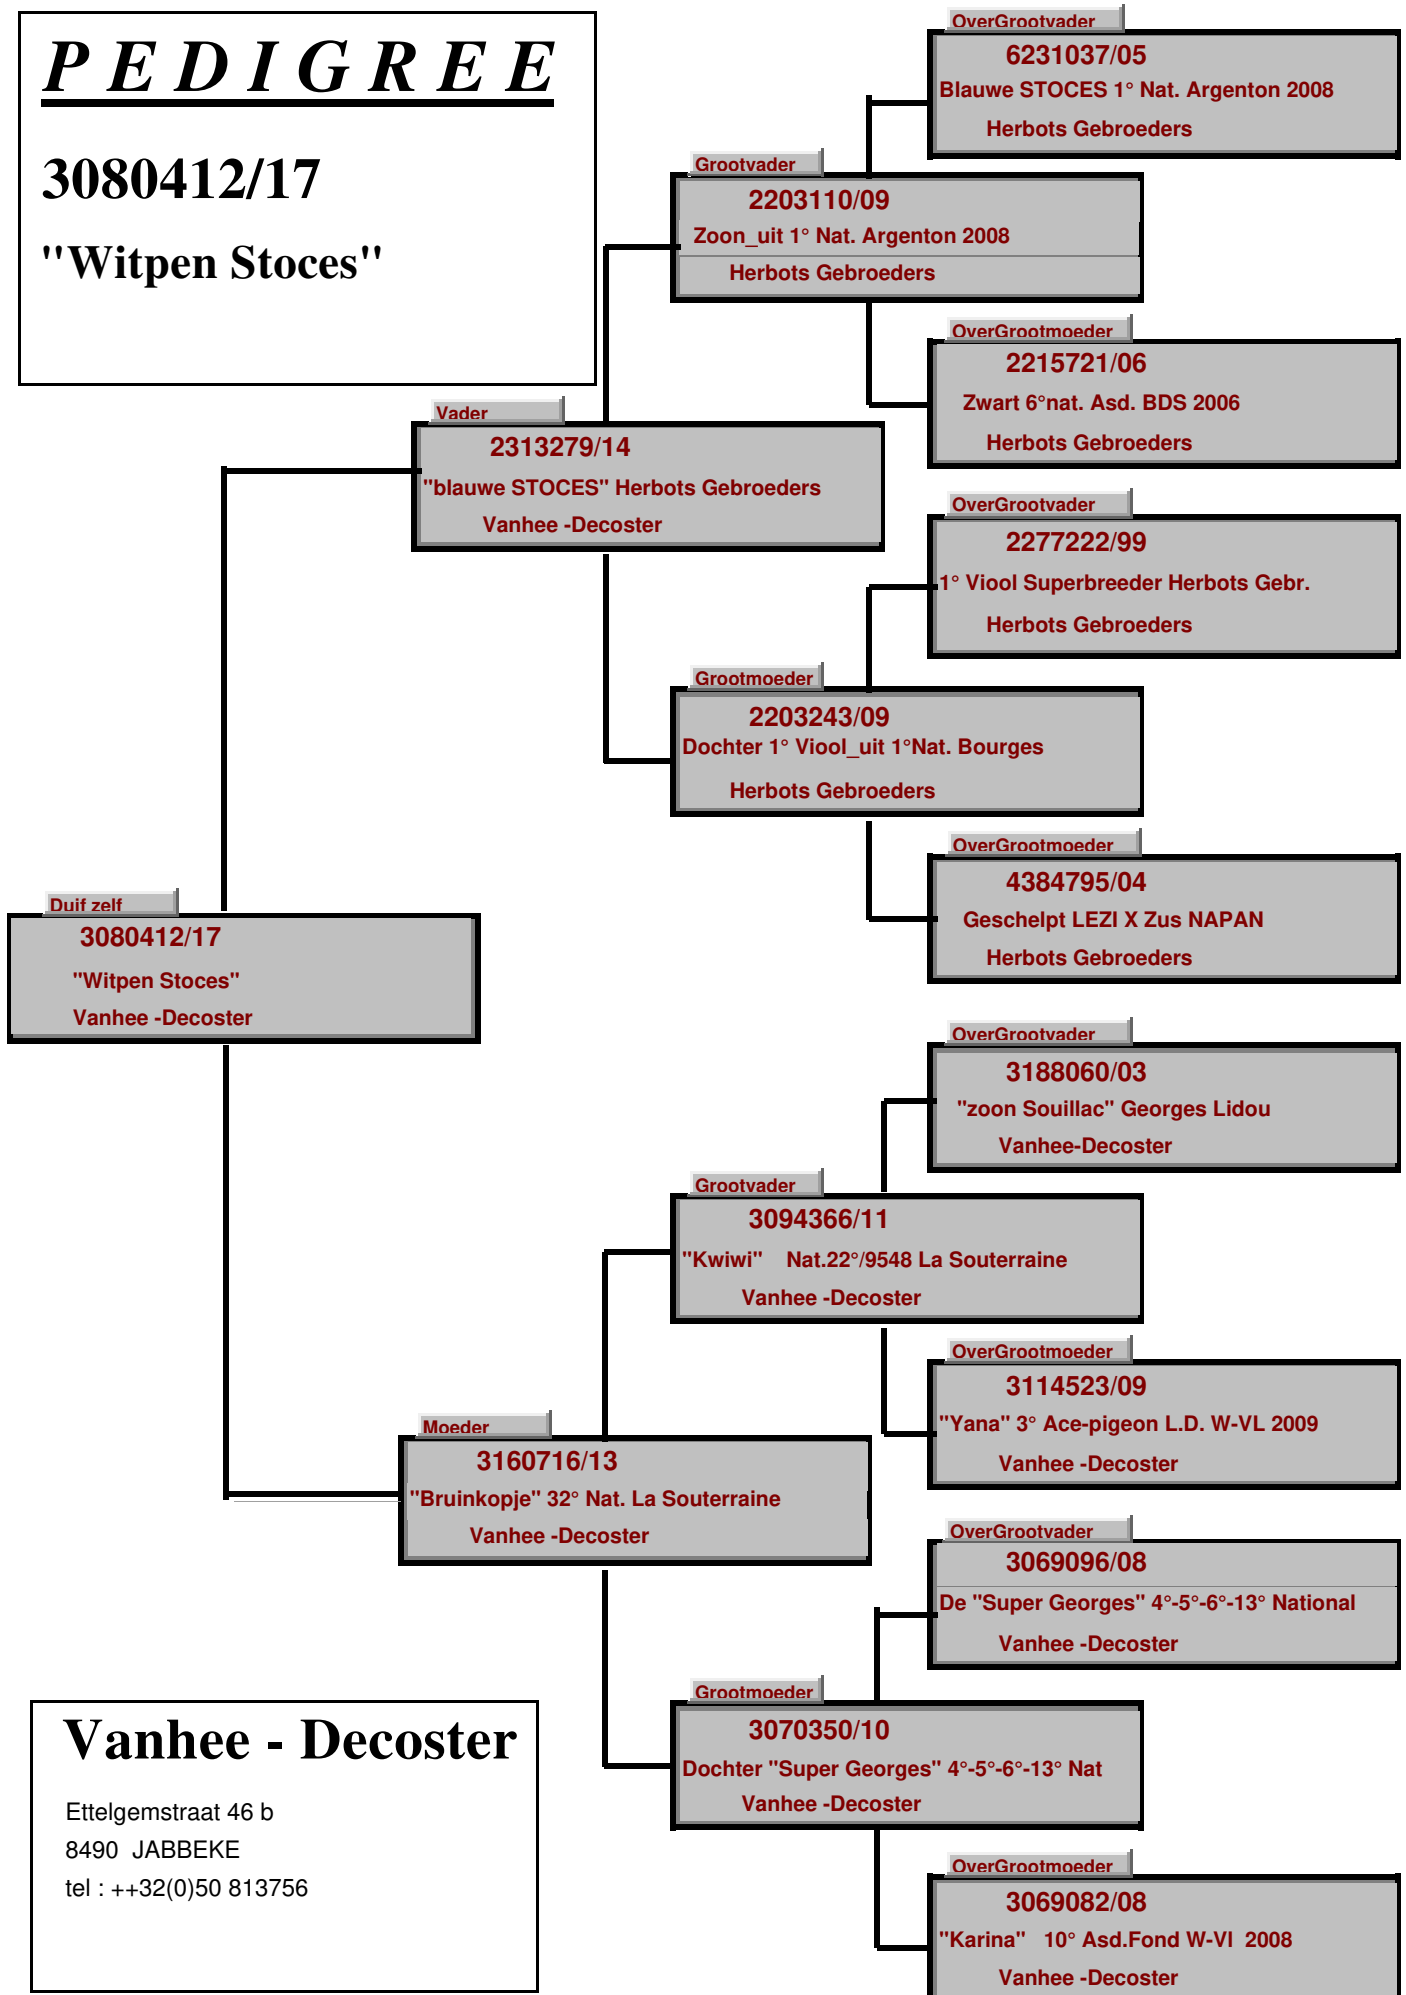 PEDIGREE
3080412/17
"Witpen Stoces"
OverGrootvader
6231037/05
Blauwe STOCES 1° Nat. Argenton 2008
Herbots Gebroeders
Grootvader
2203110/09
Zoon_uit 1° Nat. Argenton 2008
Herbots Gebroeders
OverGrootmoeder
2215721/06
Zwart 6°nat. Asd. BDS 2006
Herbots Gebroeders
Vader
2313279/14
"blauwe STOCES" Herbots Gebroeders
Vanhee -Decoster
OverGrootvader
2277222/99
1° Viool Superbreeder Herbots Gebr.
Herbots Gebroeders
Grootmoeder
2203243/09
Dochter 1° Viool_uit 1°Nat. Bourges
Herbots Gebroeders
OverGrootmoeder
4384795/04
Geschelpt LEZI X Zus NAPAN
Herbots Gebroeders
Duif zelf
3080412/17
"Witpen Stoces"
Vanhee -Decoster
OverGrootvader
3188060/03
"zoon Souillac" Georges Lidou
Vanhee-Decoster
Grootvader
3094366/11
"Kwiwi" Nat.22°/9548 La Souterraine
Vanhee -Decoster
OverGrootmoeder
3114523/09
"Yana" 3° Ace-pigeon L.D. W-VL 2009
Vanhee -Decoster
Moeder
3160716/13
"Bruinkopje" 32° Nat. La Souterraine
Vanhee -Decoster
OverGrootvader
3069096/08
De "Super Georges" 4°-5°-6°-13° National
Vanhee -Decoster
Grootmoeder
3070350/10
Dochter "Super Georges" 4°-5°-6°-13° Nat
Vanhee -Decoster
OverGrootmoeder
3069082/08
"Karina" 10° Asd.Fond W-Vl 2008
Vanhee -Decoster
Vanhee - Decoster
Ettelgemstraat 46 b
8490 JABBEKE
tel : ++32(0)50 813756